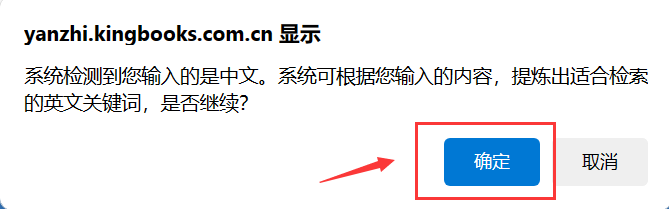 yanzhi.kingbooks.com.cn 显示
系统检测到您输入的是中文。系统可根据您输入的内容，提炼出适合检索
的英文关键词，是否继续？
确定 取消